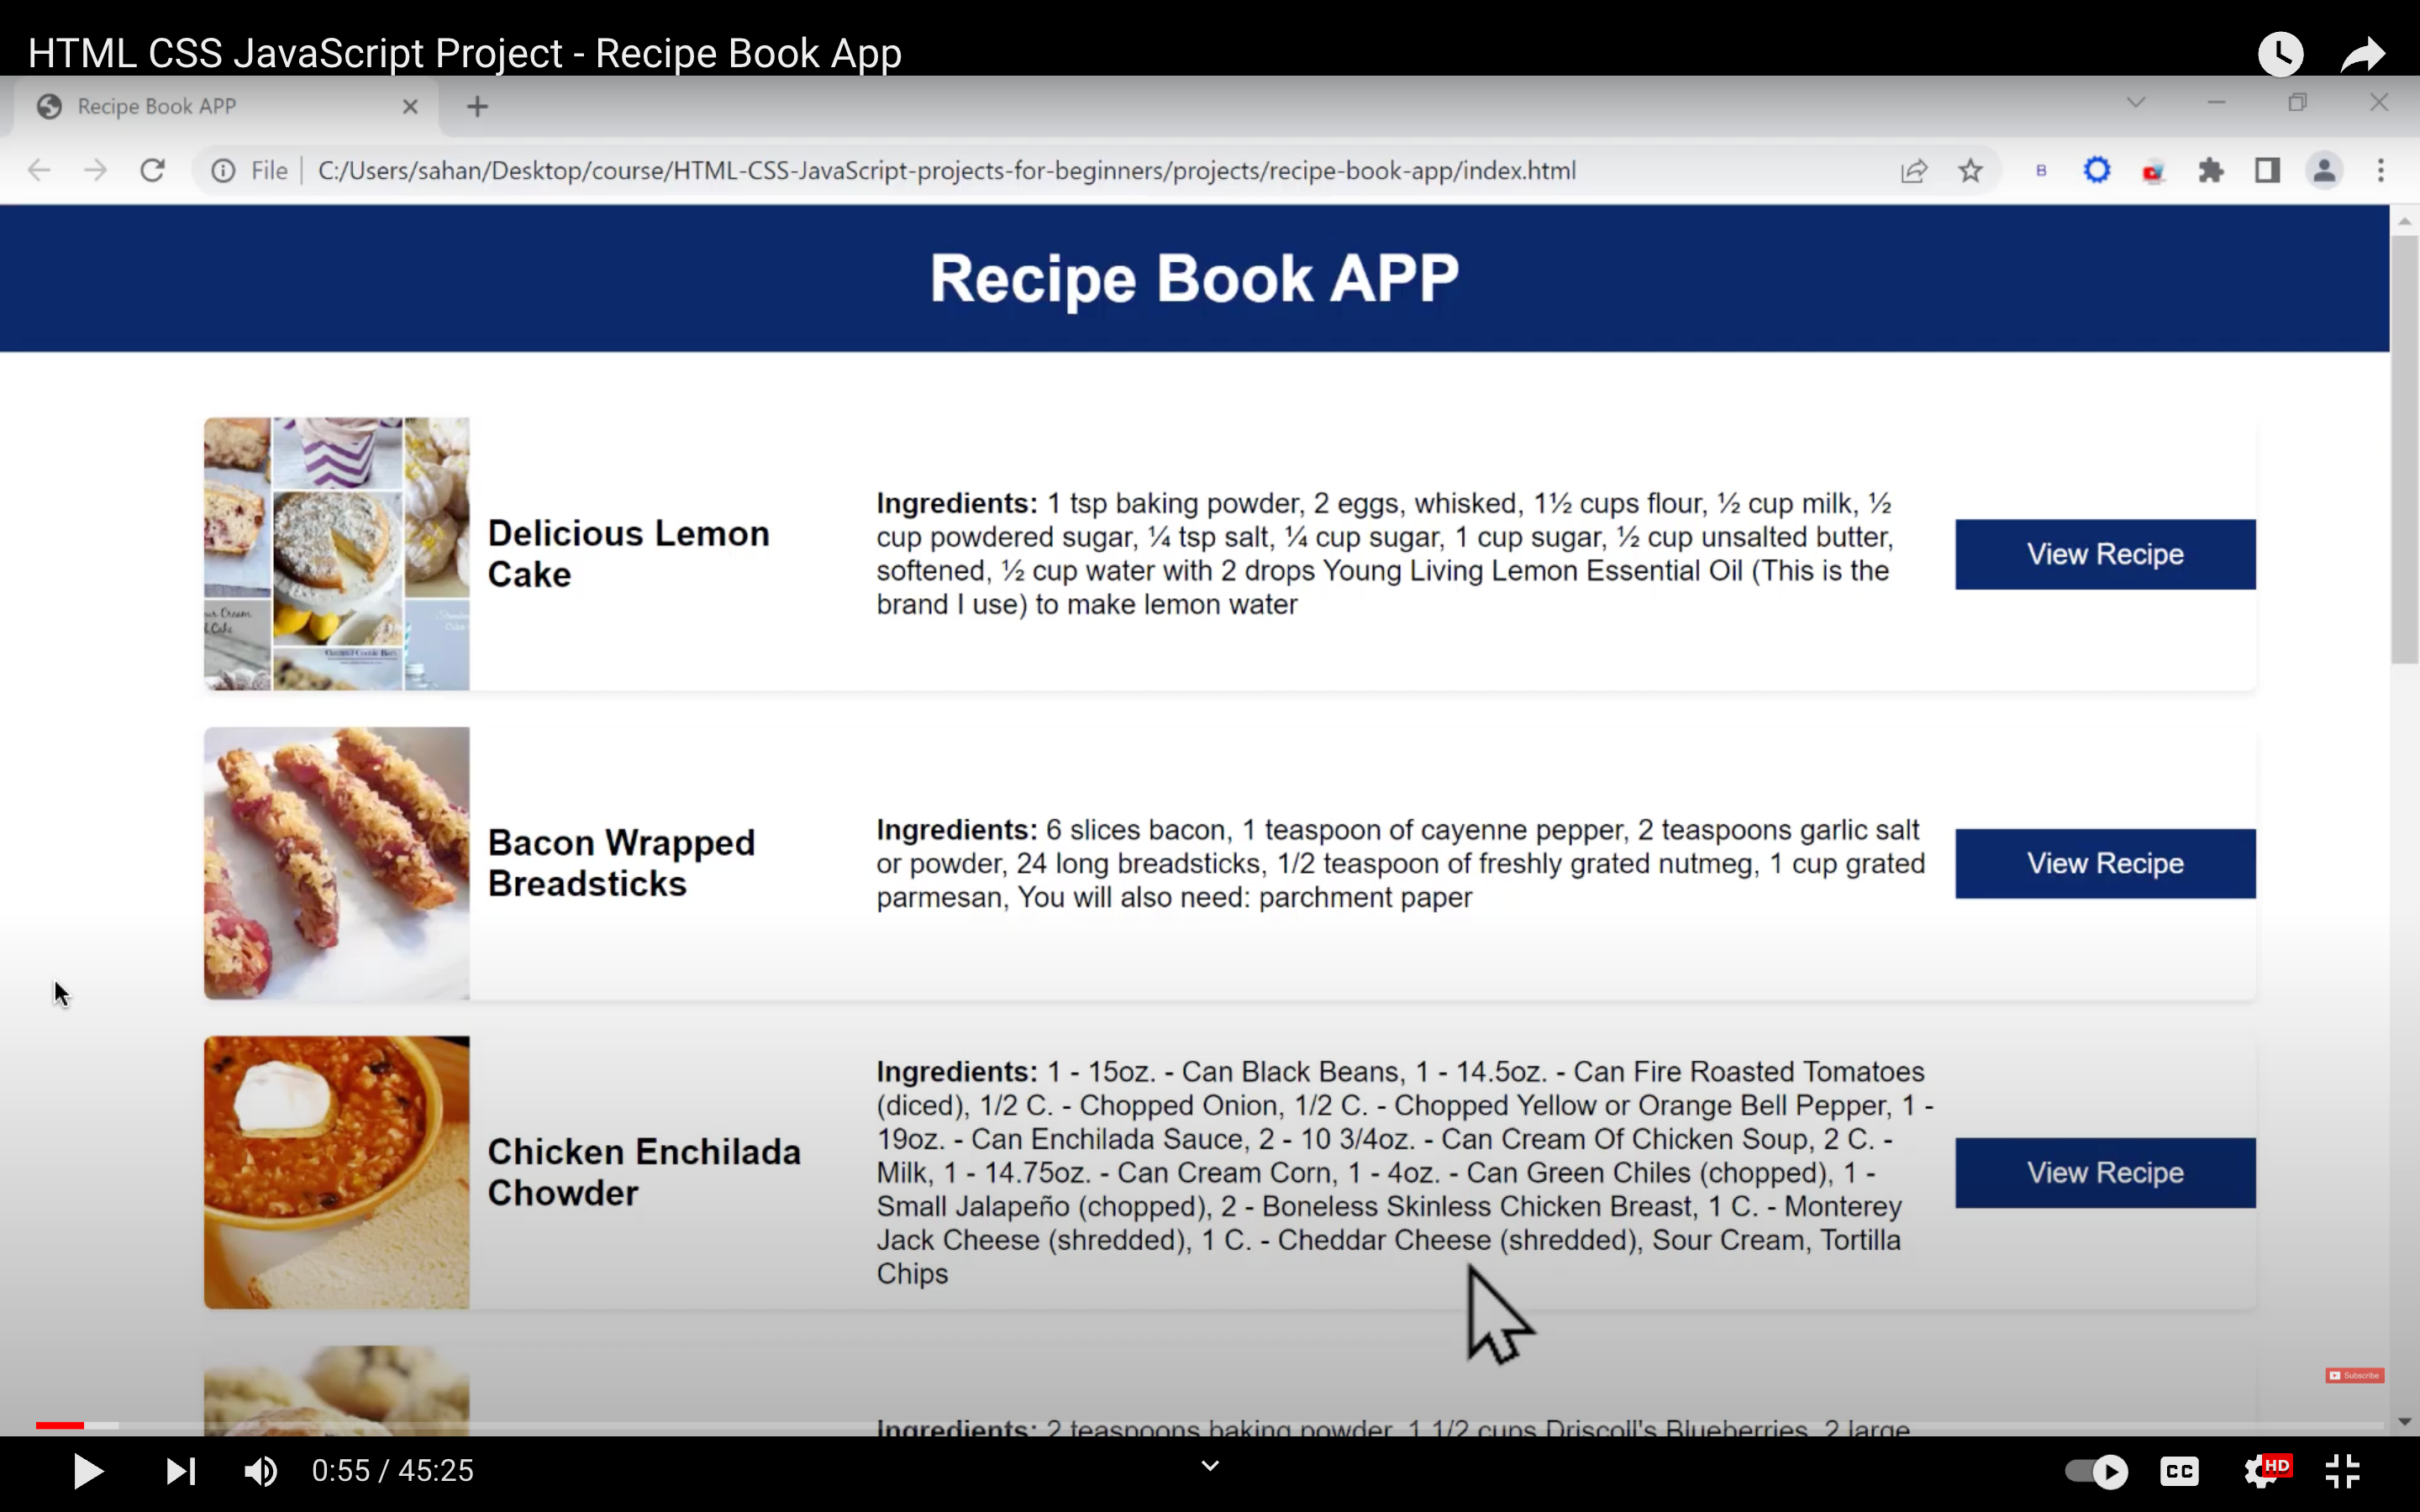 HTML CSS JavaScript Project - Recipe Book App
Recipe Book APP
File
C:/Users/sahan/Desktop/course/HTML-CSS-JavaScript-projects-for-beginners/projects/recipe-book-app/index.html
B
Recipe Book APP
Delicious Lemon
Cake
Ingredients: 1 tsp baking powder, 2 eggs, whisked, 1½ cups flour, ½ cup milk, ½
cup powdered sugar, ¼ tsp salt, ¼ cup sugar, 1 cup sugar, ½ cup unsalted butter,
softened, ½ cup water with 2 drops Young Living Lemon Essential Oil (This is the
brand I use) to make lemon water
View Recipe
Bacon Wrapped
Breadsticks
Ingredients: 6 slices bacon, 1 teaspoon of cayenne pepper, 2 teaspoons garlic salt
or powder, 24 long breadsticks, 1/2 teaspoon of freshly grated nutmeg, 1 cup grated
parmesan, You will also need: parchment paper
View Recipe
Chicken Enchilada
Chowder
Ingredients: 1 - 15oz. - Can Black Beans, 1 - 14.5oz. - Can Fire Roasted Tomatoes
(diced), 1/2 C. - Chopped Onion, 1/2 C. - Chopped Yellow or Orange Bell Pepper, 1 -
19oz. - Can Enchilada Sauce, 2 - 10 3/4oz. - Can Cream Of Chicken Soup, 2 C. -
Milk, 1 - 14.75oz. - Can Cream Corn, 1 - 4oz. - Can Green Chiles (chopped), 1 -
Small Jalapeño (chopped), 2 - Boneless Skinless Chicken Breast, 1 C. - Monterey
Jack Cheese (shredded), 1 C. - Cheddar Cheese (shredded), Sour Cream, Tortilla
Chips
View Recipe
Subscribe
Ingredients: 2 teaspoons baking powder, 1 1/2 cups Driscoll's Blueberries, 2 large
0:55 / 45:25
CC
HD